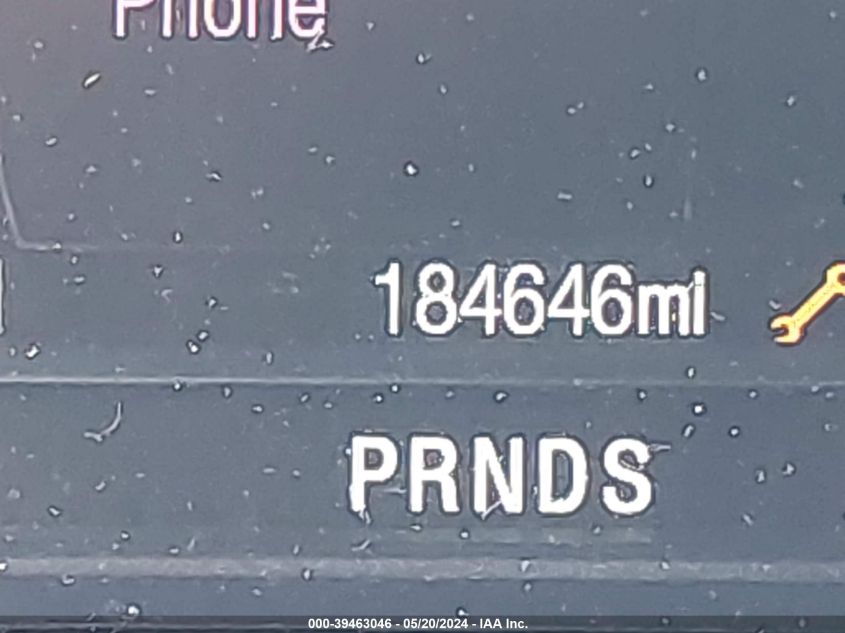 Phone
184646mi
PRNDS
000-39463046 - 05/20/2024 - IAA Inc.